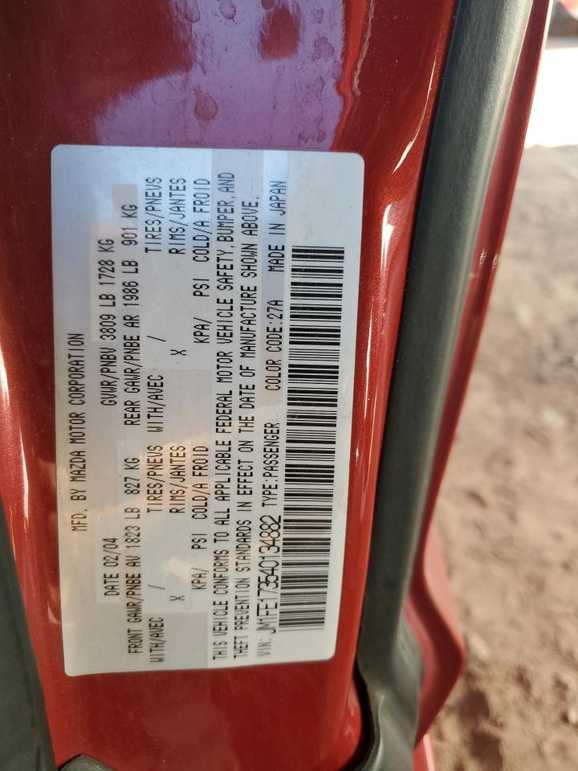 MFD. BY MAZDA MOTOR CORPORATION
DATE 02/04 GVWR/PNBV 3809 LB 1728 KG
FRONT GAWR/PNBE AV 1823 LB 827 KG REAR GAWR/PNBE AR 1986 LB 901 KG
WITH/AVEC / TIRES/PNEUS WITH/AVEC / TIRES/PNEVS
X RIMS/JANTES X RIMS/JANTES
KPA/ PSI COLD/A FROID KPA/ PSI COLD/A FROID
THIS VEHICLE CONFORMS TO ALL APPLICABLE FEDERAL MOTOR VEHICLE SAFETY, BUMPER, AND
THEFT PREVENTION STANDARDS IN EFFECT ON THE DATE OF MANUFACTURE SHOWN ABOVE.
VIN: JM1FE173540134882 TYPE:PASSENGER COLOR CODE:27A MADE IN JAPAN